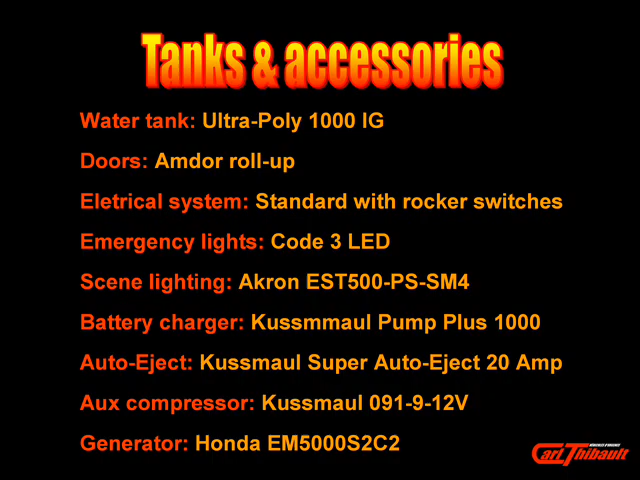 Tanks & accessories
Water tank: Ultra-Poly 1000 IG
Doors: Amdor roll-up
Eletrical system: Standard with rocker switches
Emergency lights: Code 3 LED
Scene lighting: Akron EST500-PS-SM4
Battery charger: Kussmmaul Pump Plus 1000
Auto-Eject: Kussmaul Super Auto-Eject 20 Amp
Aux compressor: Kussmaul 091-9-12V
Generator: Honda EM5000S2C2
Carl Thibault